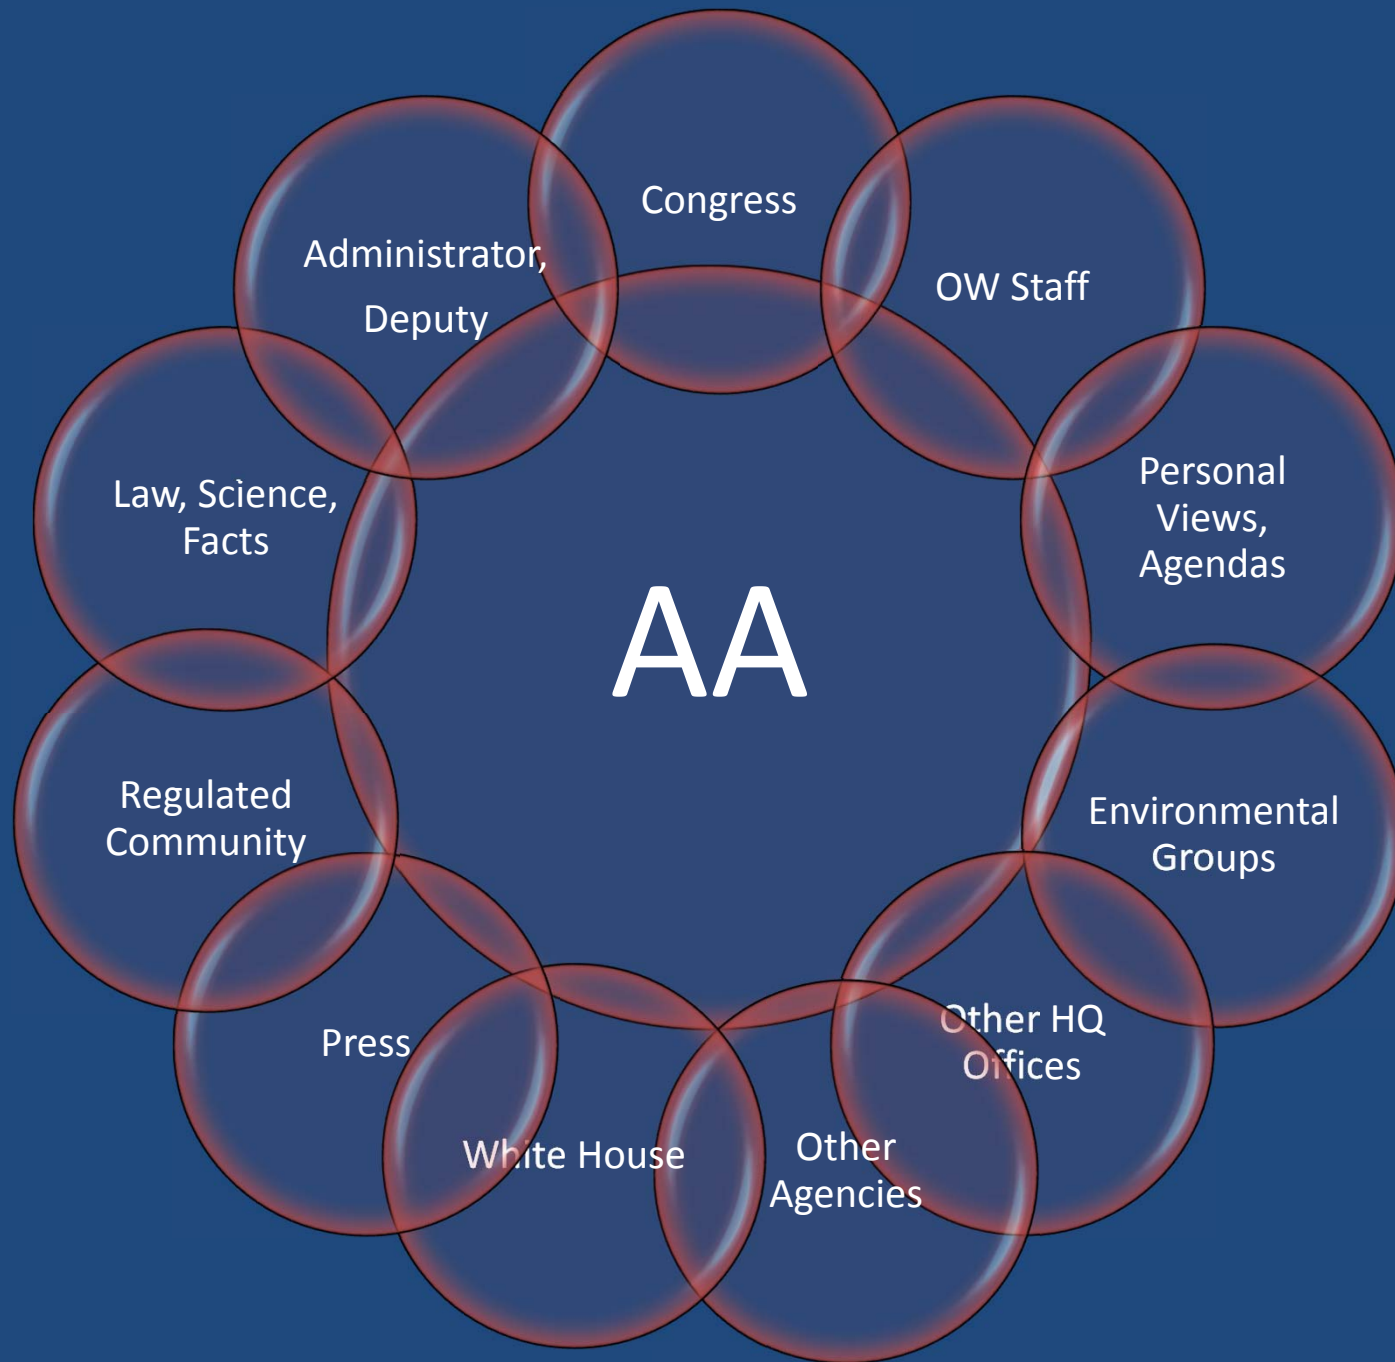 Congress
Administrator,
Deputy
OW Staff
Law, Science,
Facts
Personal
Views,
Agendas
AA
Regulated
Community
Environmental
Groups
Press
Other HQ
Offices
White House
Other
Agencies